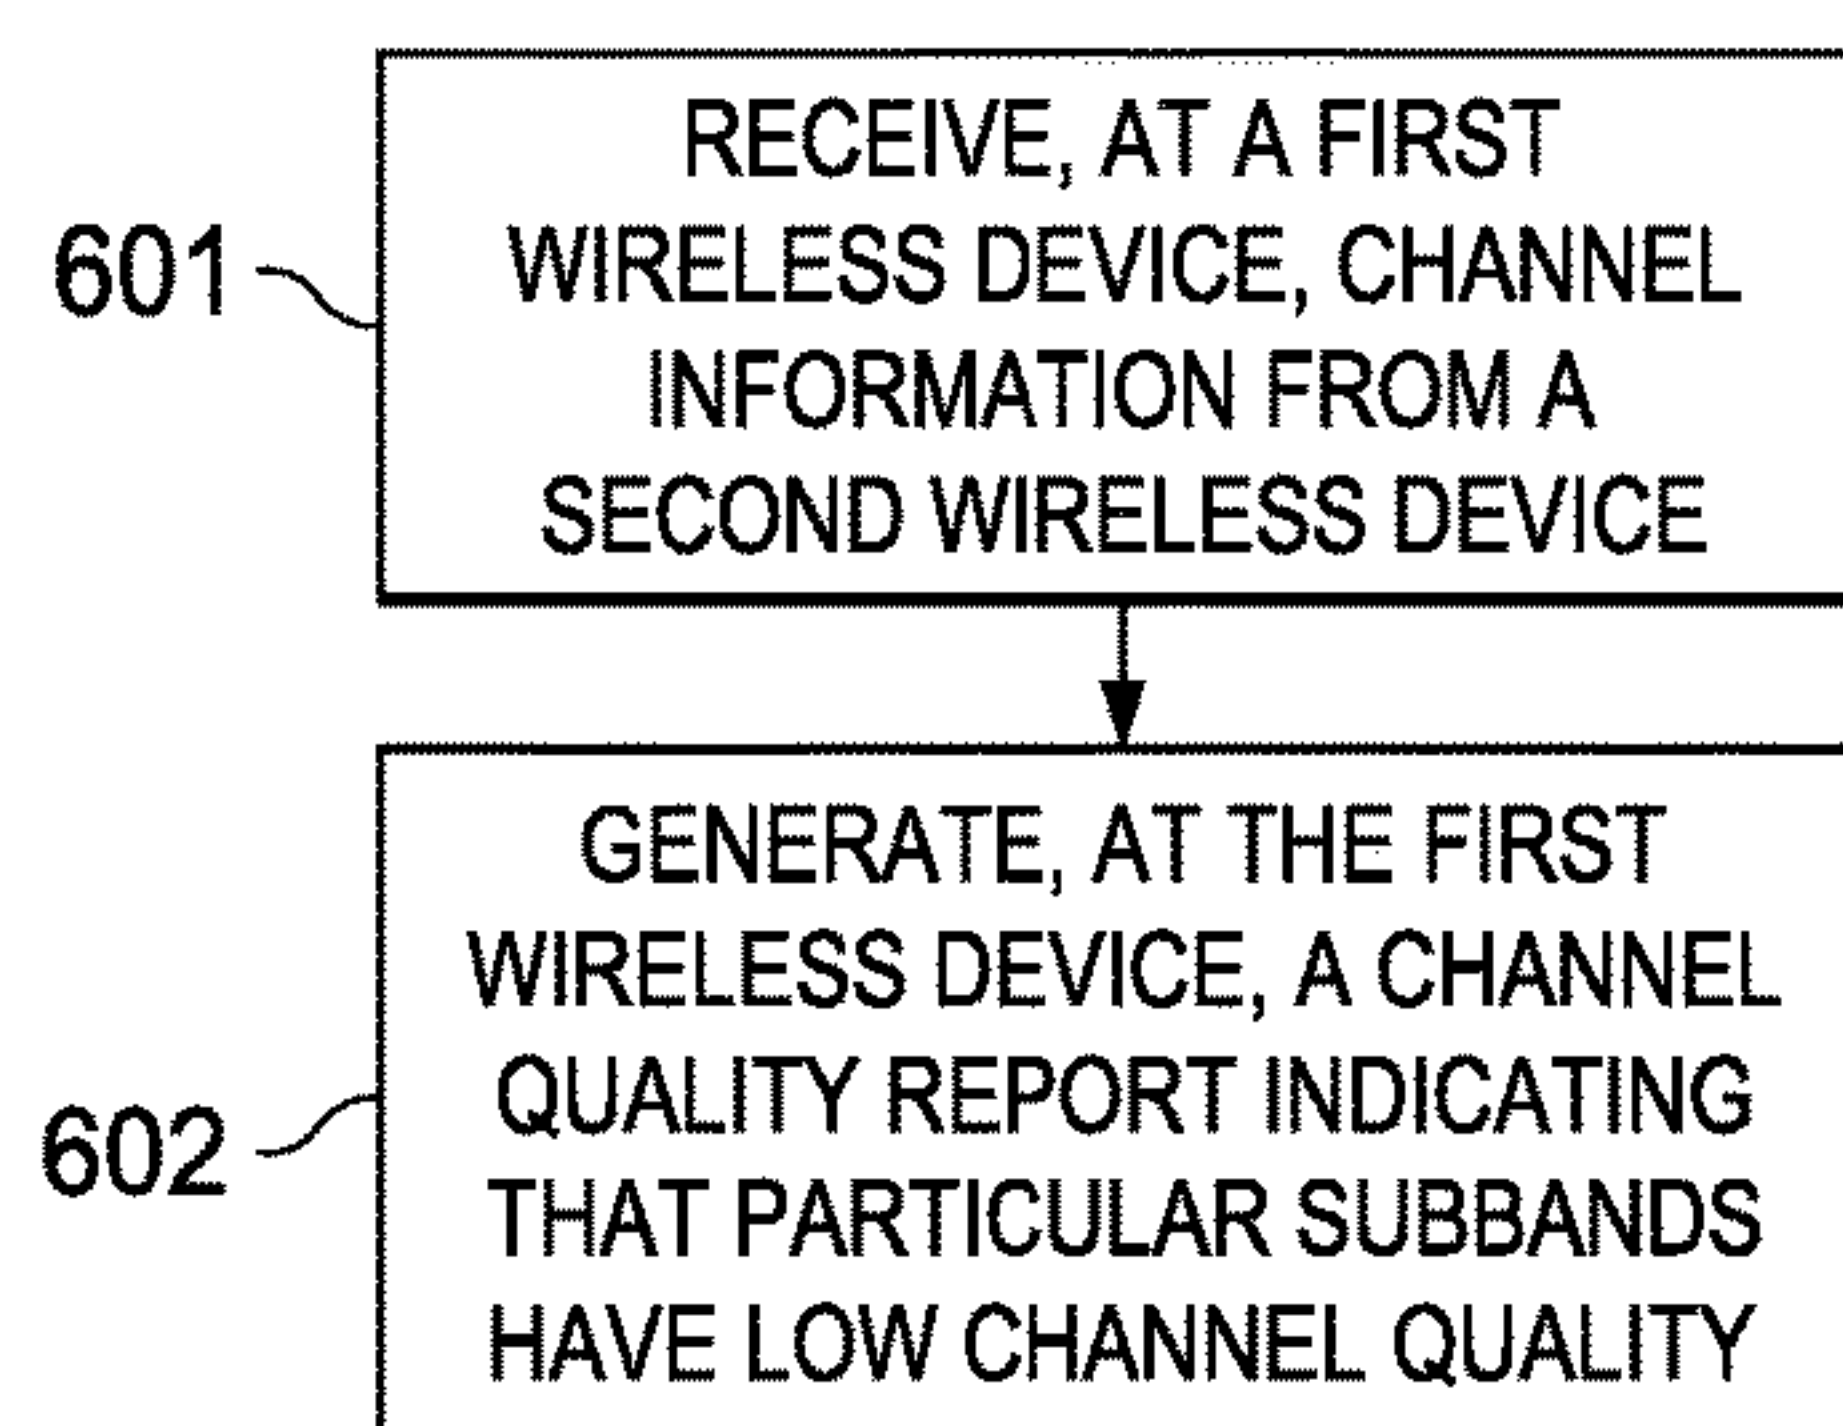 601
RECEIVE, AT A FIRST
WIRELESS DEVICE, CHANNEL
INFORMATION FROM A
SECOND WIRELESS DEVICE
602
GENERATE, AT THE FIRST
WIRELESS DEVICE, A CHANNEL
QUALITY REPORT INDICATING
THAT PARTICULAR SUBBANDS
HAVE LOW CHANNEL QUALITY